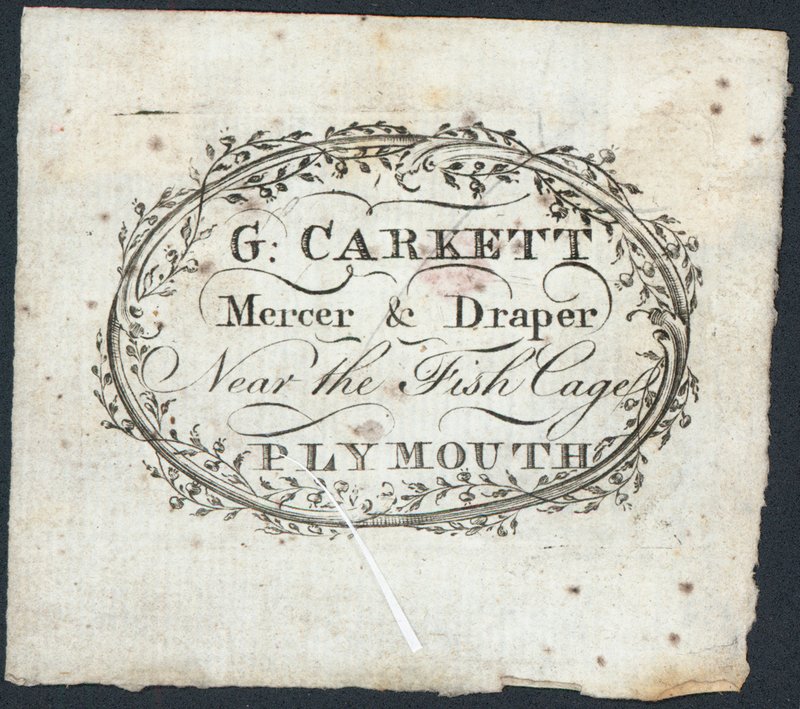 G: CARKETT
Mercer & Draper
Near the Fish Cage
PLYMOUTH